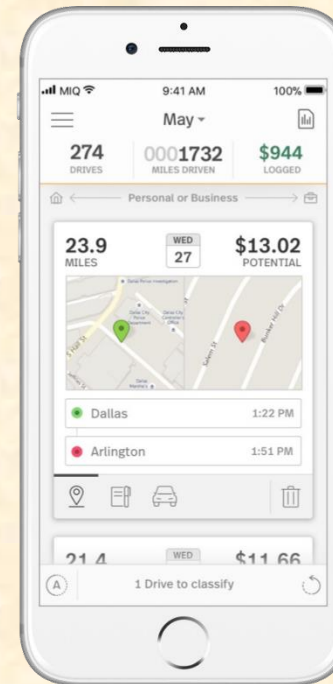 MIQ 9:41 AM 100%
May
274 0001732 $944
DRIVES MILES DRIVEN LOGGED
Personal or Business
23.9 WED $13.02
MILES 27 POTENTIAL
Dallas 1:22 PM
Arlington 1:51 PM
21.4 WED $11.66
A 1 Drive to classify